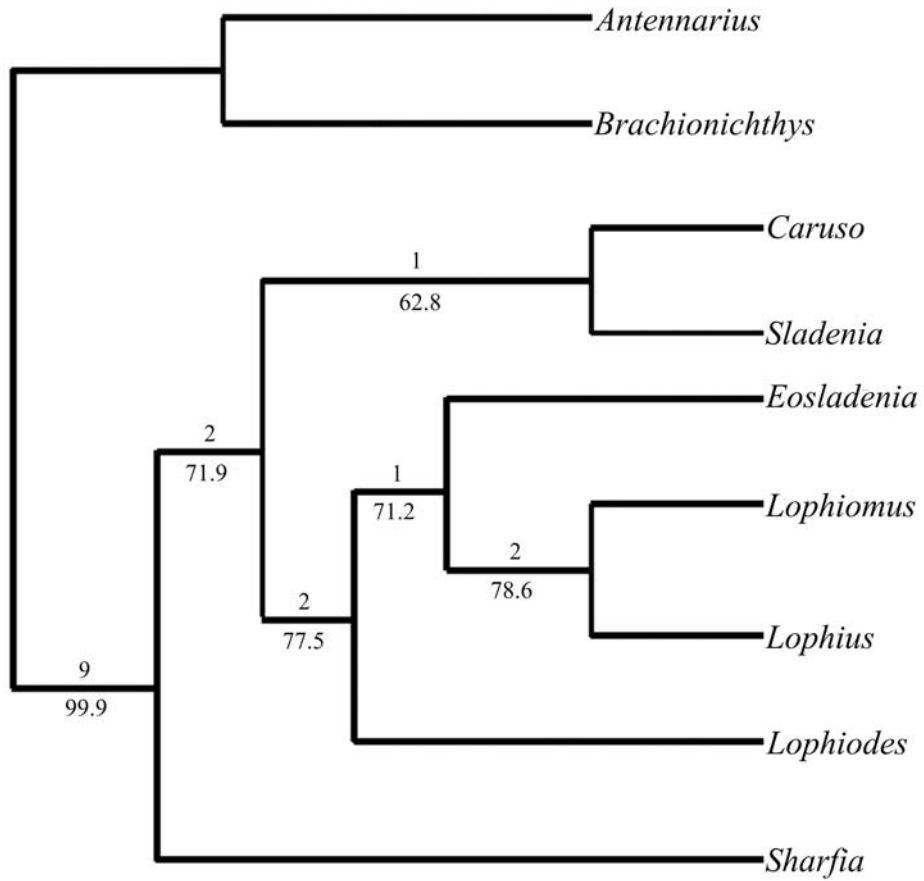 Antennarius
Brachionichthys
Caruso
1
62.8
Sladenia
Eosladenia
2
71.9
1
71.2
Lophiomus
2
78.6
2
77.5
Lophius
9
99.9
Lophiodes
Sharfia